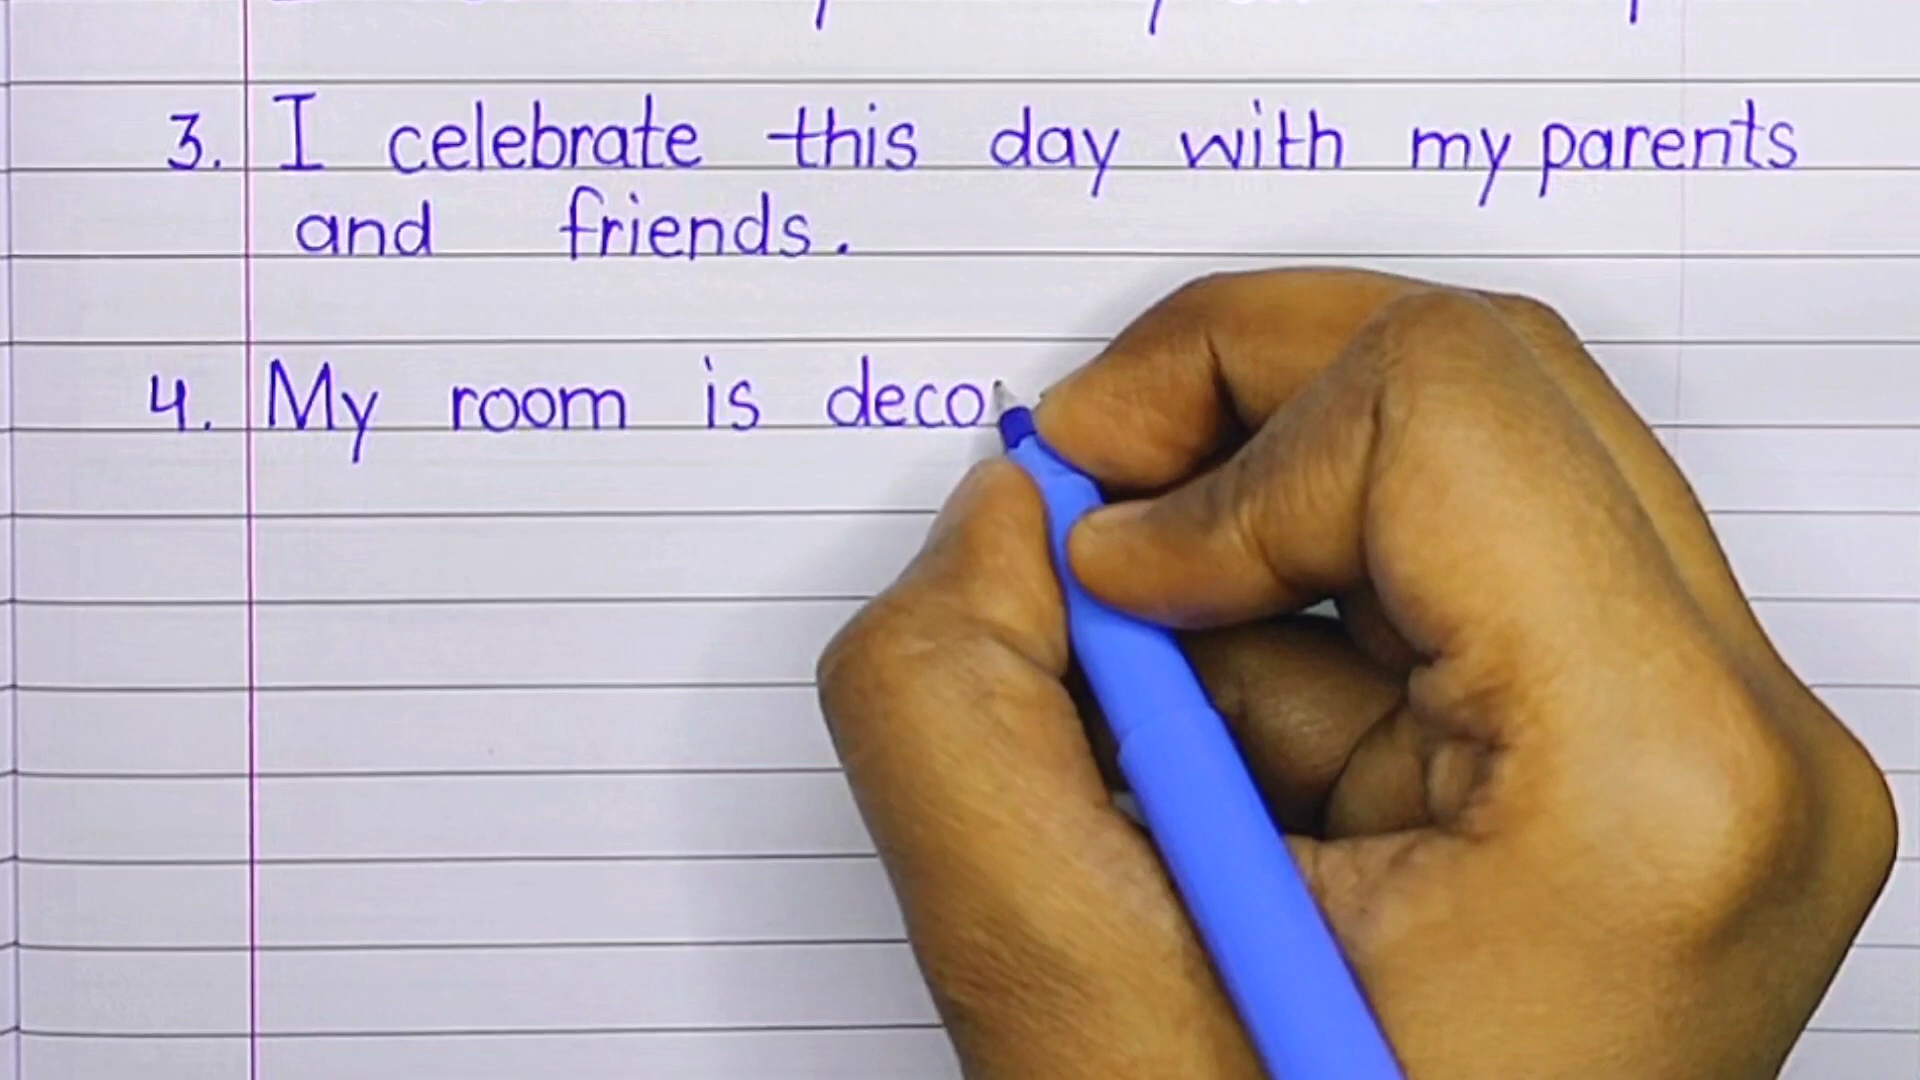 3. I celebrate this day with my parents
and friends.
4. My room is deco